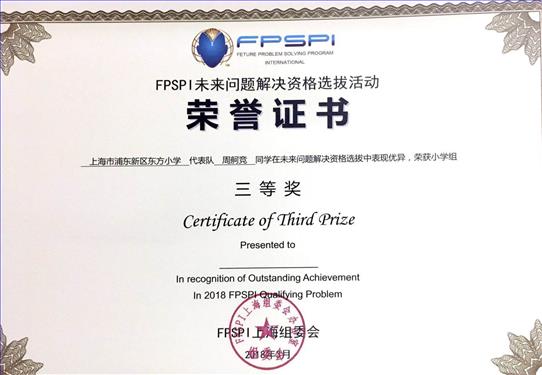 FPSPI
FETURE PROBLEM SOLVING PROGRAM
INTERNATIONAL
FPSPI未来问题解决资格选拔活动
荣誉证书
上海市浦东新区东方小学 代表队 周舸竞 同学在未来问题解决资格选拔中表现优异,荣获小学组
三等奖
Certificate of Third Prize
Presented to
In recognition of Outstanding Achievement
In 2018 FPSPI Qualifying Problem
FPSPI上海组委会
2018年2月